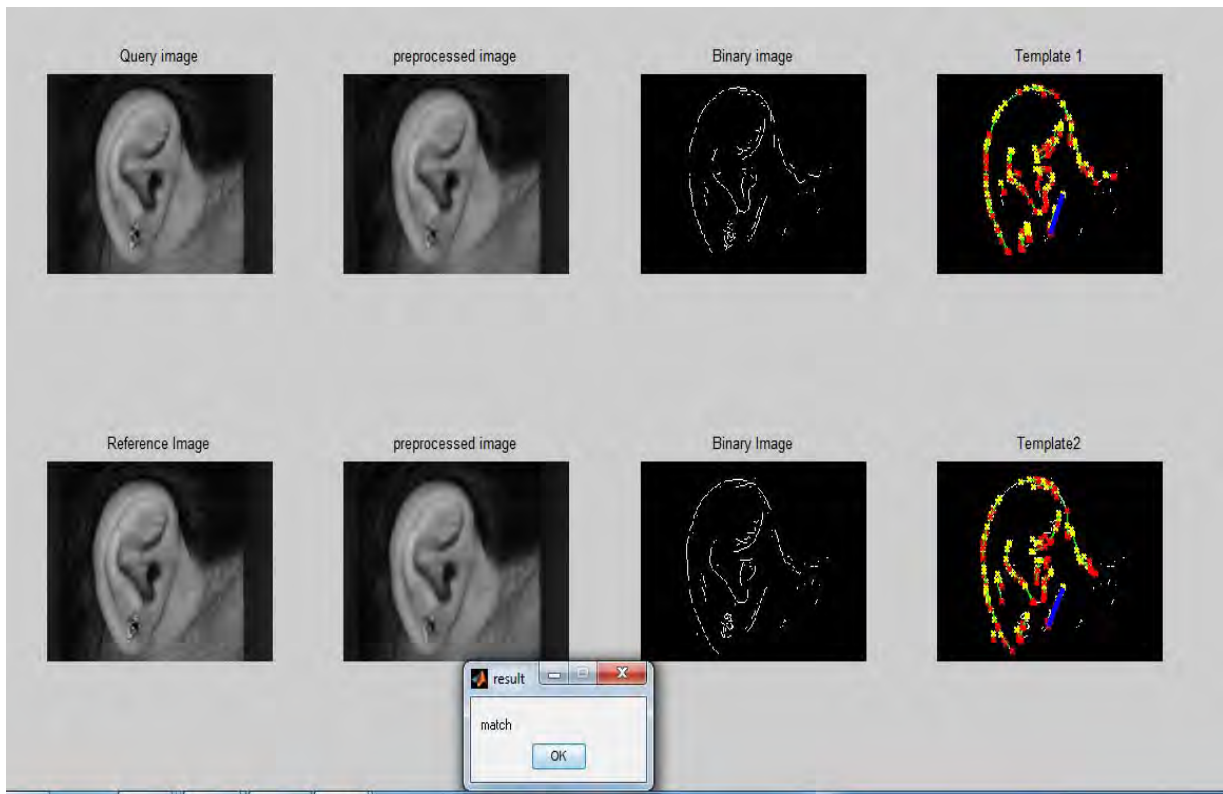 Query image
preprocessed image
Binary image
Template 1
Reference Image
preprocessed image
Binary Image
Template2
result
match
OK